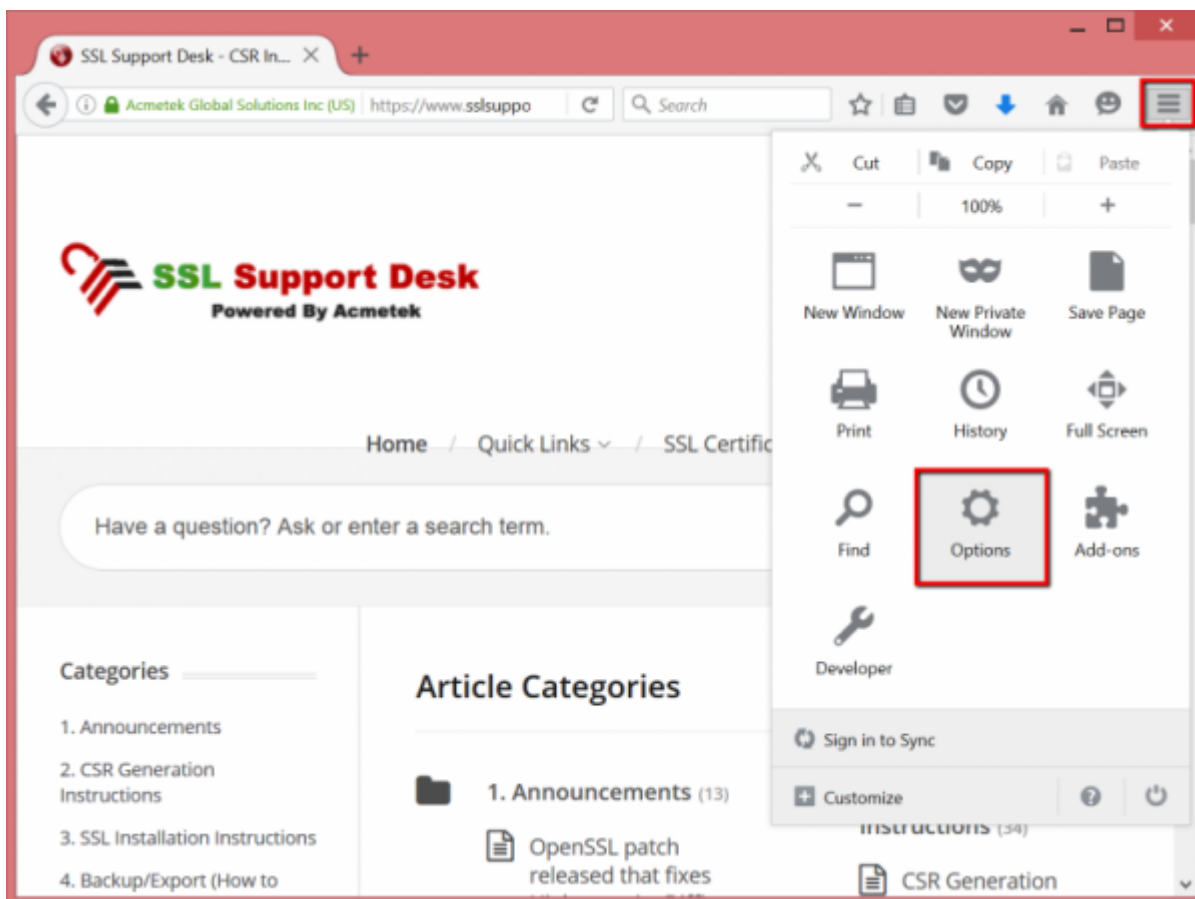 SSL Support Desk - CSR In...
Acmetek Global Solutions Inc (US) https://www.sslsuppo Search
Cut Copy Paste
100%
SSL Support Desk
Powered By Acmetek
New Window New Private Window Save Page
Print History Full Screen
Home / Quick Links / SSL Certific
Have a question? Ask or enter a search term.
Find Options Add-ons
Developer
Categories
1. Announcements
2. CSR Generation
Instructions
3. SSL Installation Instructions
4. Backup/Export (How to
Article Categories
1. Announcements (13)
OpenSSL patch
released that fixes
Sign in to Sync
Customize
Instructions (34)
CSR Generation